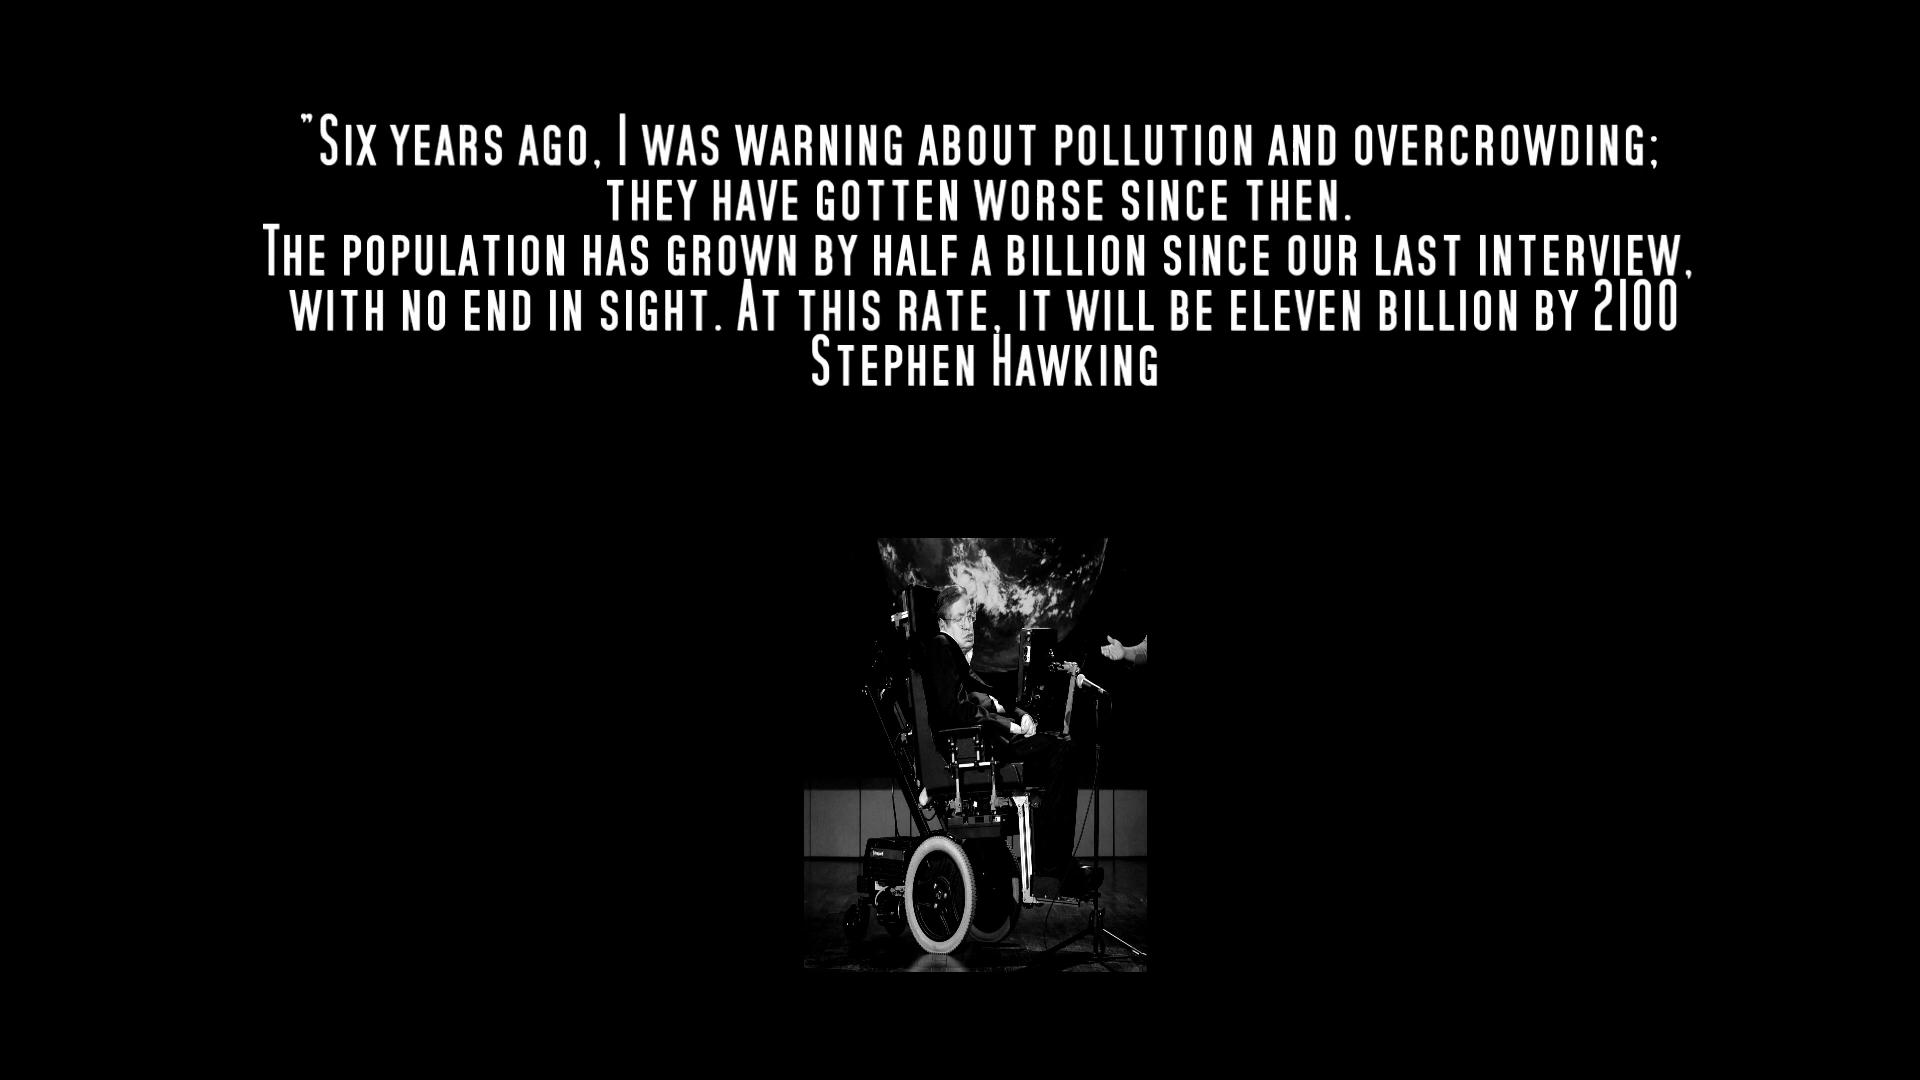 "Six years ago, I was warning about pollution and overcrowding;
they have gotten worse since then.
The population has grown by half a billion since our last interview,
with no end in sight. At this rate, it will be eleven billion by 2100
Stephen Hawking